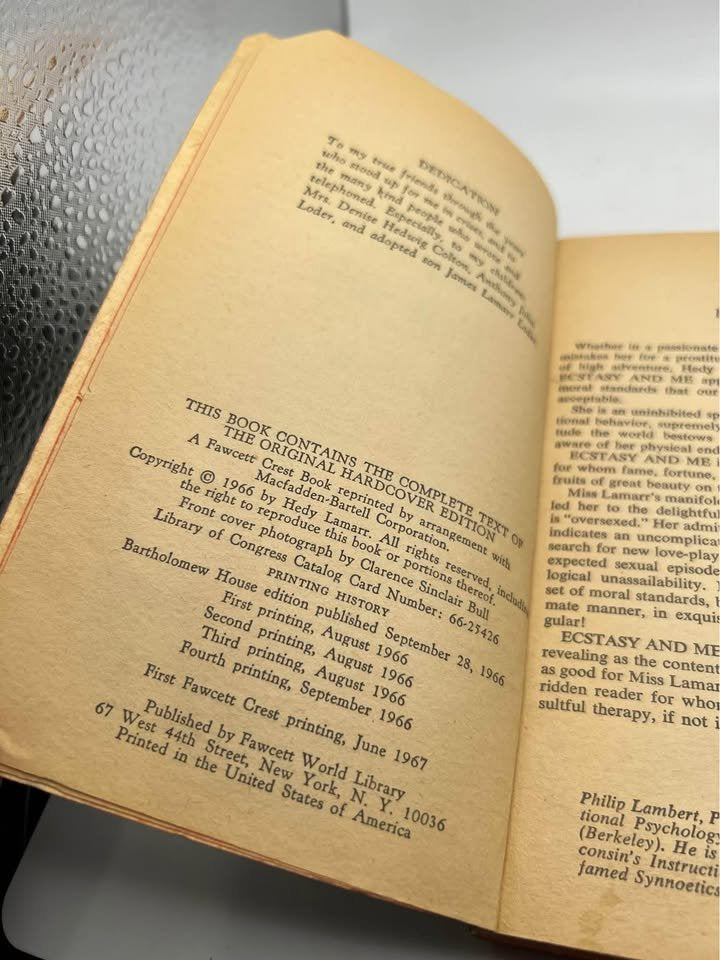 DEDICATION
To my true friends through the years
who stood up for me in crises, and to
the many kind people who wrote and
telephoned. Especially, to my children,
Mrs. Denise Hedwig Colton, Anthony John
Loder, and adopted son James Lamarr Loder
THIS BOOK CONTAINS THE COMPLETE TEXT OF
THE ORIGINAL HARDCOVER EDITION
A Fawcett Crest Book reprinted by arrangement with
Macfadden-Bartell Corporation.
Copyright © 1966 by Hedy Lamarr. All rights reserved, including
the right to reproduce this book or portions thereof.
Front cover photograph by Clarence Sinclair Bull
Library of Congress Catalog Card Number: 66-25426
PRINTING HISTORY
Bartholomew House edition published September 28, 1966
First printing, August 1966
Second printing, August 1966
Third printing, August 1966
Fourth printing, September 1966
First Fawcett Crest printing, June 1967
Published by Fawcett World Library
67 West 44th Street, New York, N. Y. 10036
Printed in the United States of America
Whether in a passionate
mistakes her for a prostitu
of high adventure, Hedy
ECSTASY AND ME app
moral standards that our
acceptable.
She is an uninhibited sp
tional behavior, supremely
tude the world bestows
aware of her physical end
ECSTASY AND ME i
for whom fame, fortune,
fruits of great beauty on
Miss Lamarr's manifol
led her to the delightfu
is "oversexed." Her admi
indicates an uncomplicat
search for new love-play
expected sexual episode
logical unavailability.
set of moral standards, b
mate manner, in exquis
gular!
ECSTASY AND ME
revealing as the content
as good for Miss Lamar
ridden reader for whom
sultful therapy, if not i
Philip Lambert, P
tional Psychology
(Berkeley). He is
consin's Instructi
famed Synnoetics